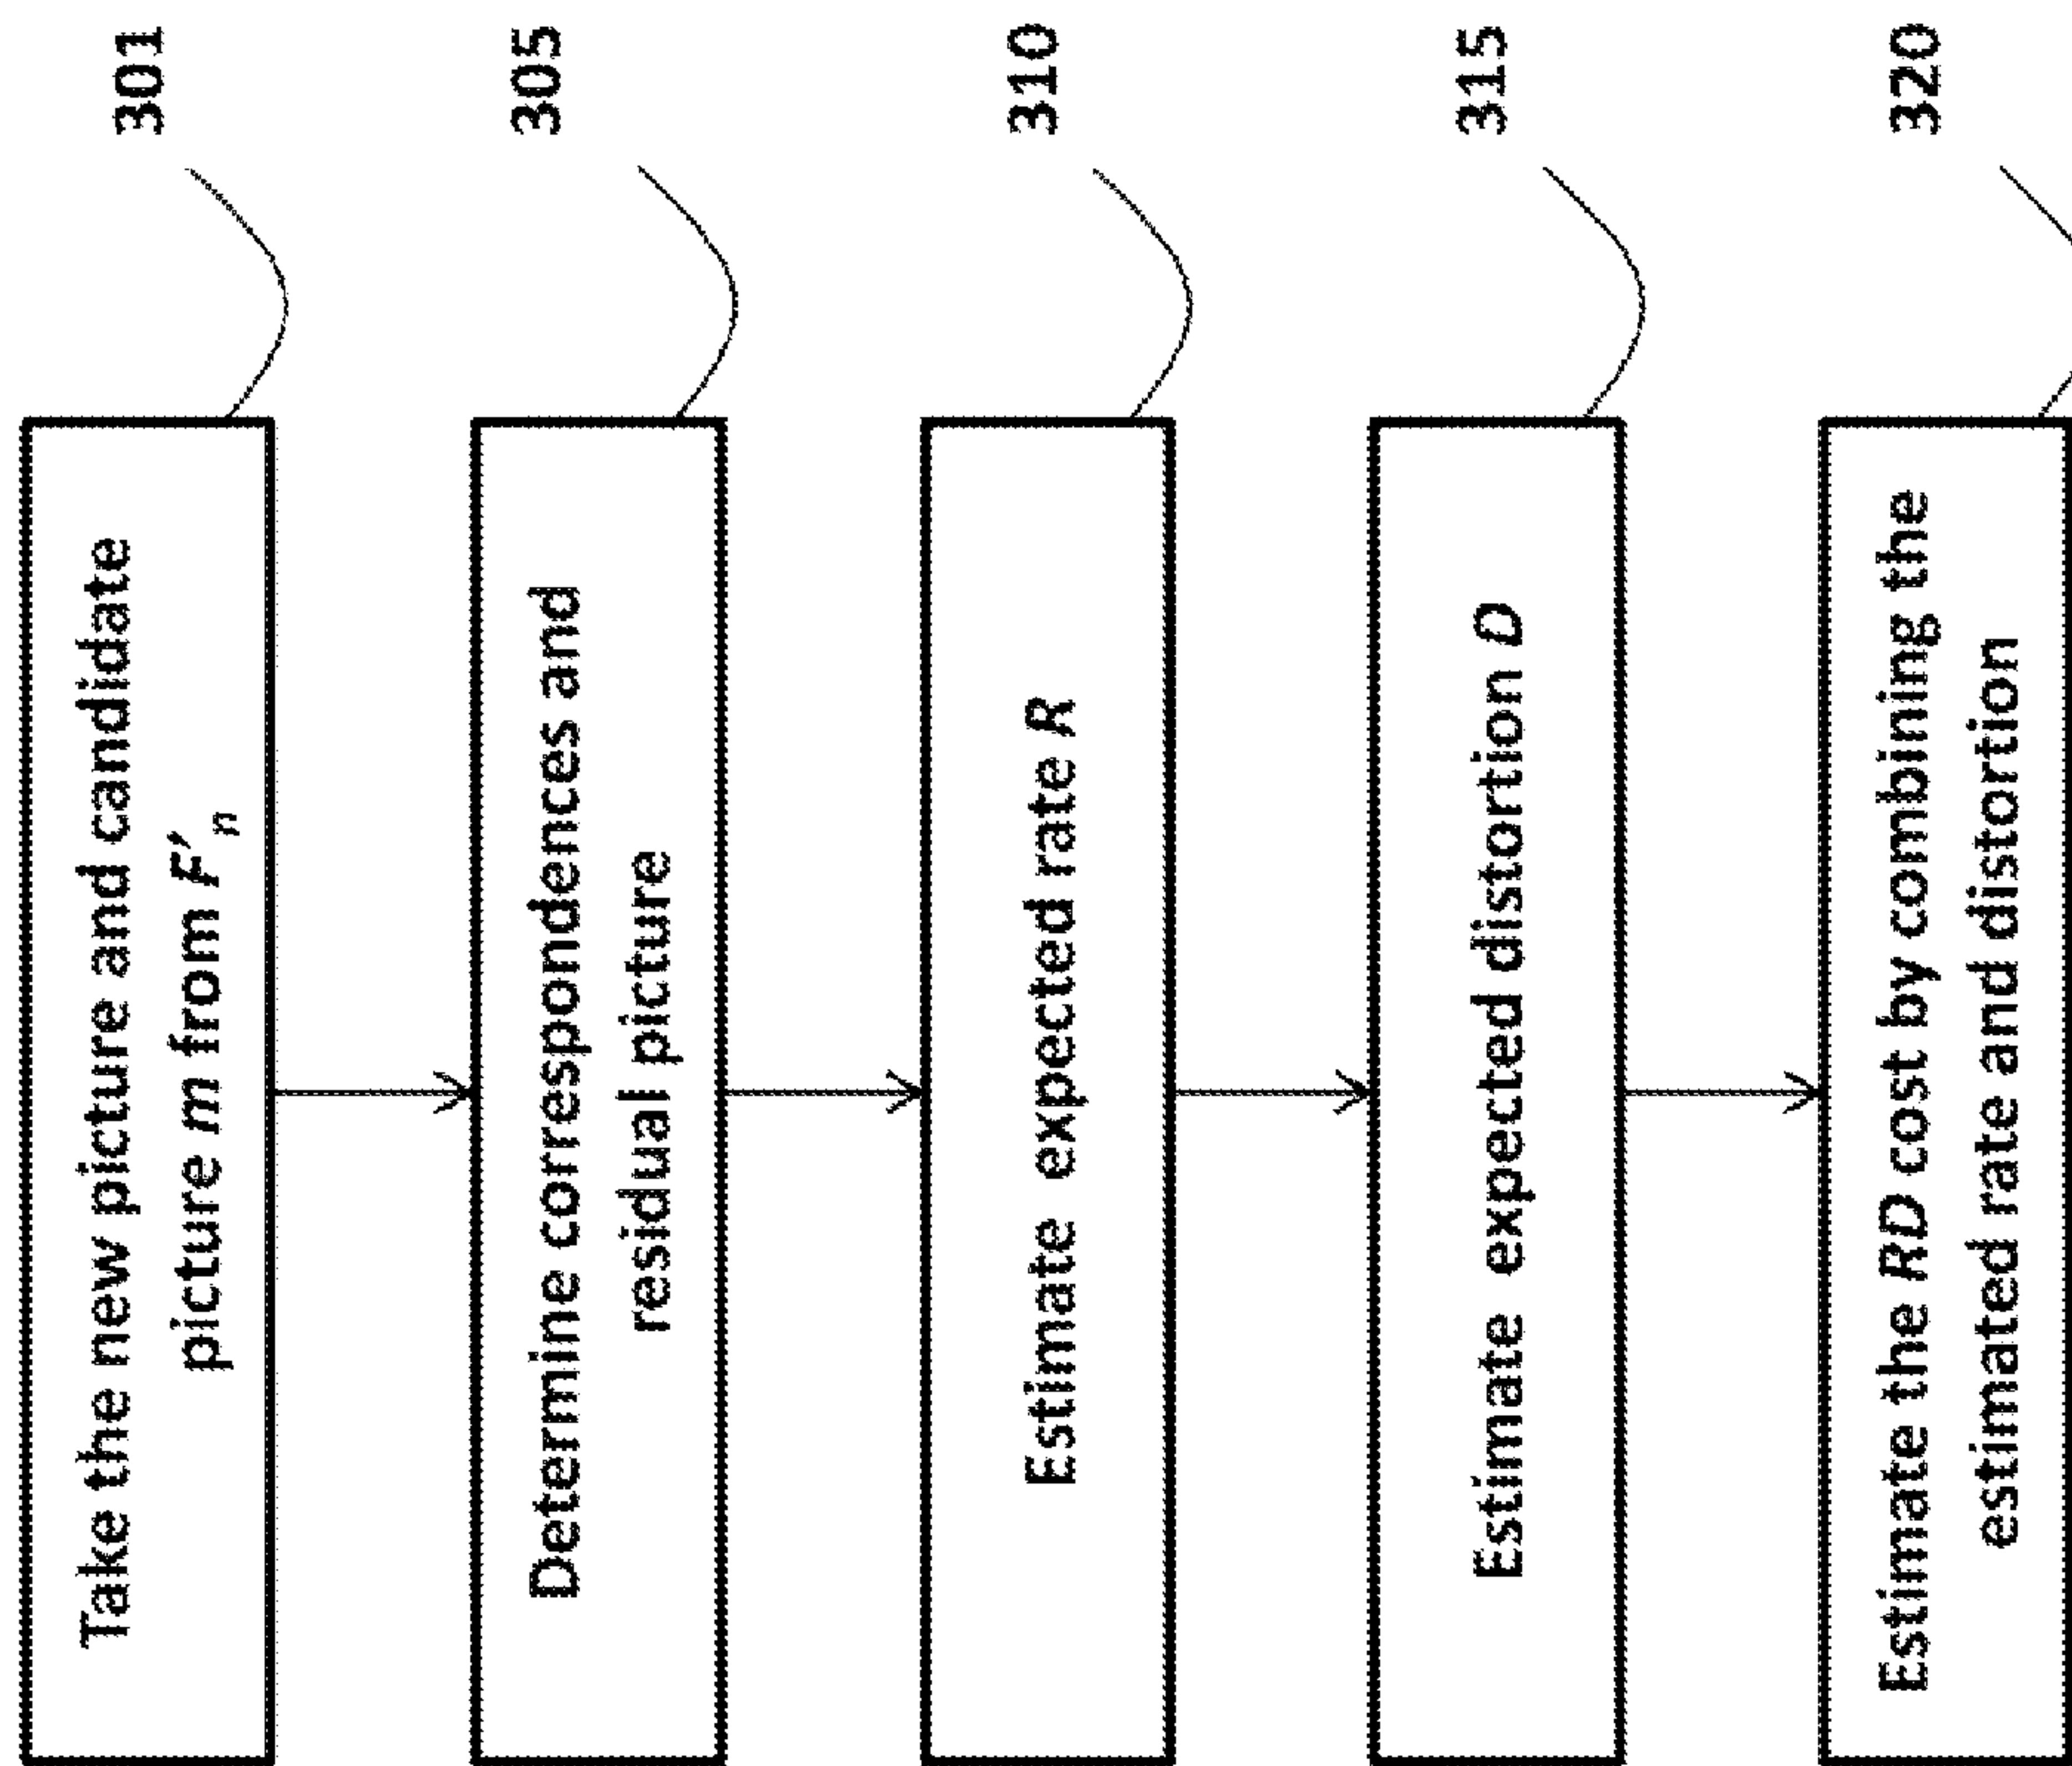 Take the new picture and candidate
picture m from F′n
301
Determine correspondences and
residual picture
305
Estimate expected rate R
310
Estimate expected distortion D
315
Estimate the RD cost by combining the
estimated rate and distortion
320